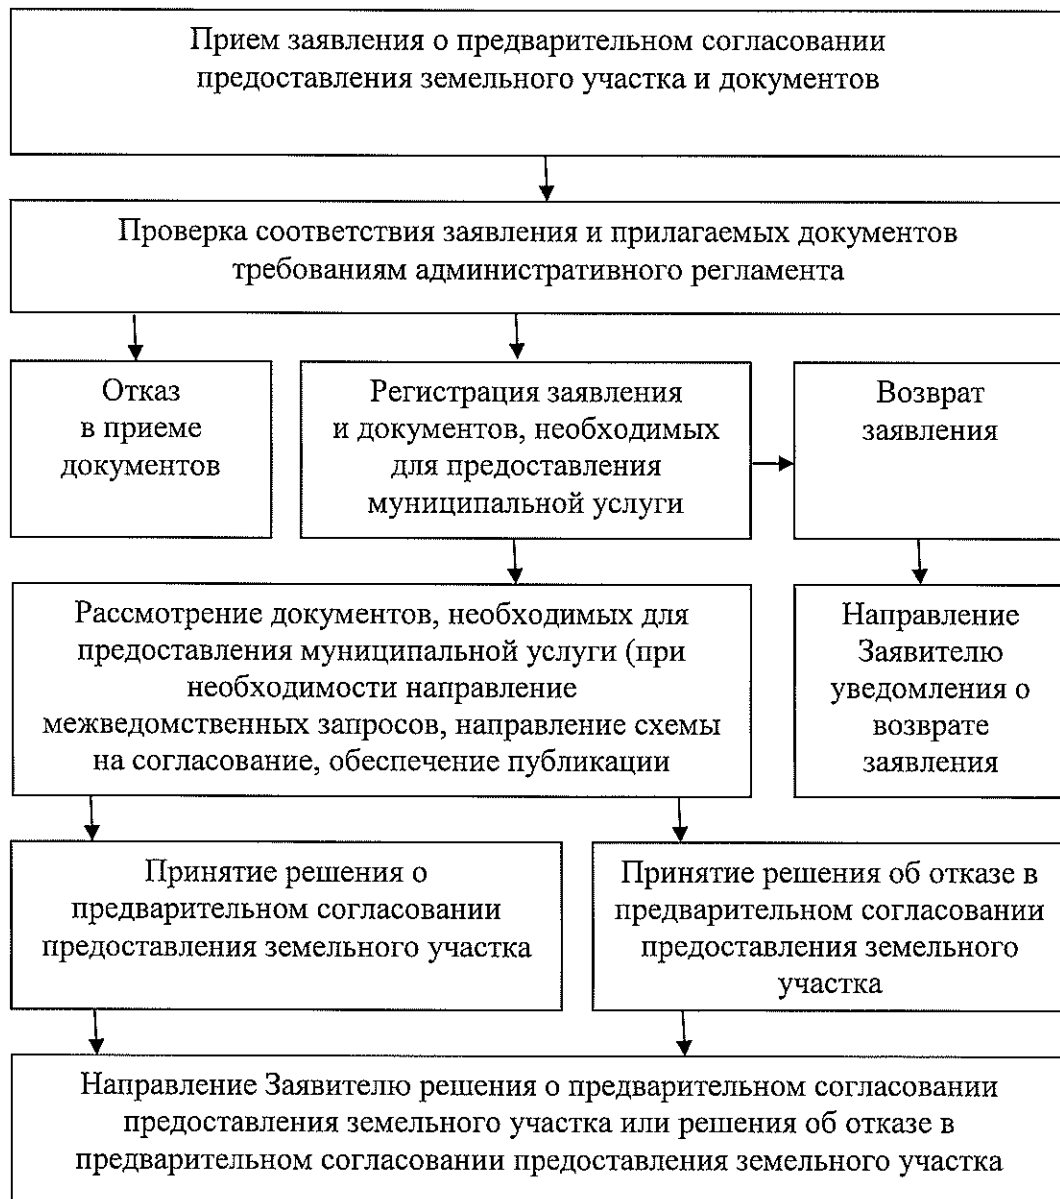 Прием заявления о предварительном согласовании
предоставления земельного участка и документов
Проверка соответствия заявления и прилагаемых документов
требованиям административного регламента
Отказ
в приеме
документов
Регистрация заявления
и документов, необходимых
для предоставления
муниципальной услуги
Возврат
заявления
Рассмотрение документов, необходимых для
предоставления муниципальной услуги (при
необходимости направление
межведомственных запросов, направление схемы
на согласование, обеспечение публикации
Направление
Заявителю
уведомления о
возврате
заявления
Принятие решения о
предварительном согласовании
предоставления земельного участка
Принятие решения об отказе в
предварительном согласовании
предоставления земельного
участка
Направление Заявителю решения о предварительном согласовании
предоставления земельного участка или решения об отказе в
предварительном согласовании предоставления земельного участка